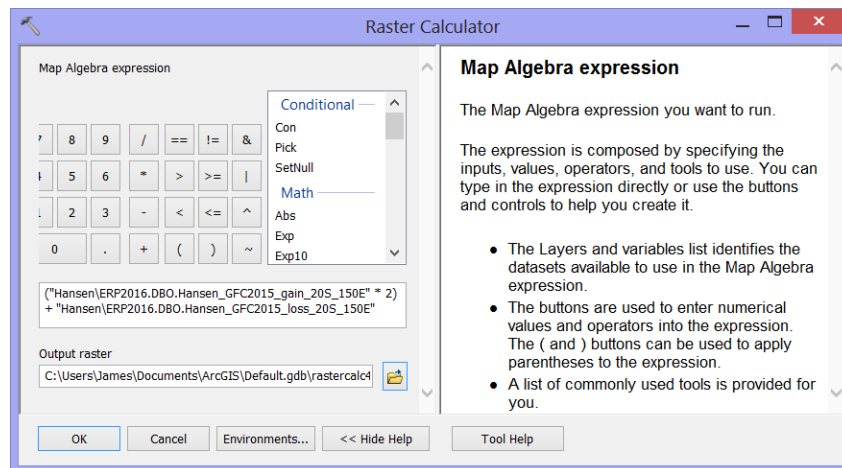 Raster Calculator
Map Algebra expression
7 8 9 / == != &
4 5 6 * > >= |
1 2 3 - < <= ^
0 . + ( ) ~
Conditional
Con
Pick
SetNull
Math
Abs
Exp
Exp10
("Hansen\ERP2016.DBO.Hansen_GFC2015_gain_20S_150E" * 2)
+ "Hansen\ERP2016.DBO.Hansen_GFC2015_loss_20S_150E"
Output raster
C:\Users\James\Documents\ArcGIS\Default.gdb\rastercalc4
OK
Cancel
Environments...
<< Hide Help
Map Algebra expression
The Map Algebra expression you want to run.
The expression is composed by specifying the
inputs, values, operators, and tools to use. You can
type in the expression directly or use the buttons
and controls to help you create it.
● The Layers and variables list identifies the
datasets available to use in the Map Algebra
expression.
● The buttons are used to enter numerical
values and operators into the expression.
The ( and ) buttons can be used to apply
parentheses to the expression.
● A list of commonly used tools is provided for
you.
Tool Help